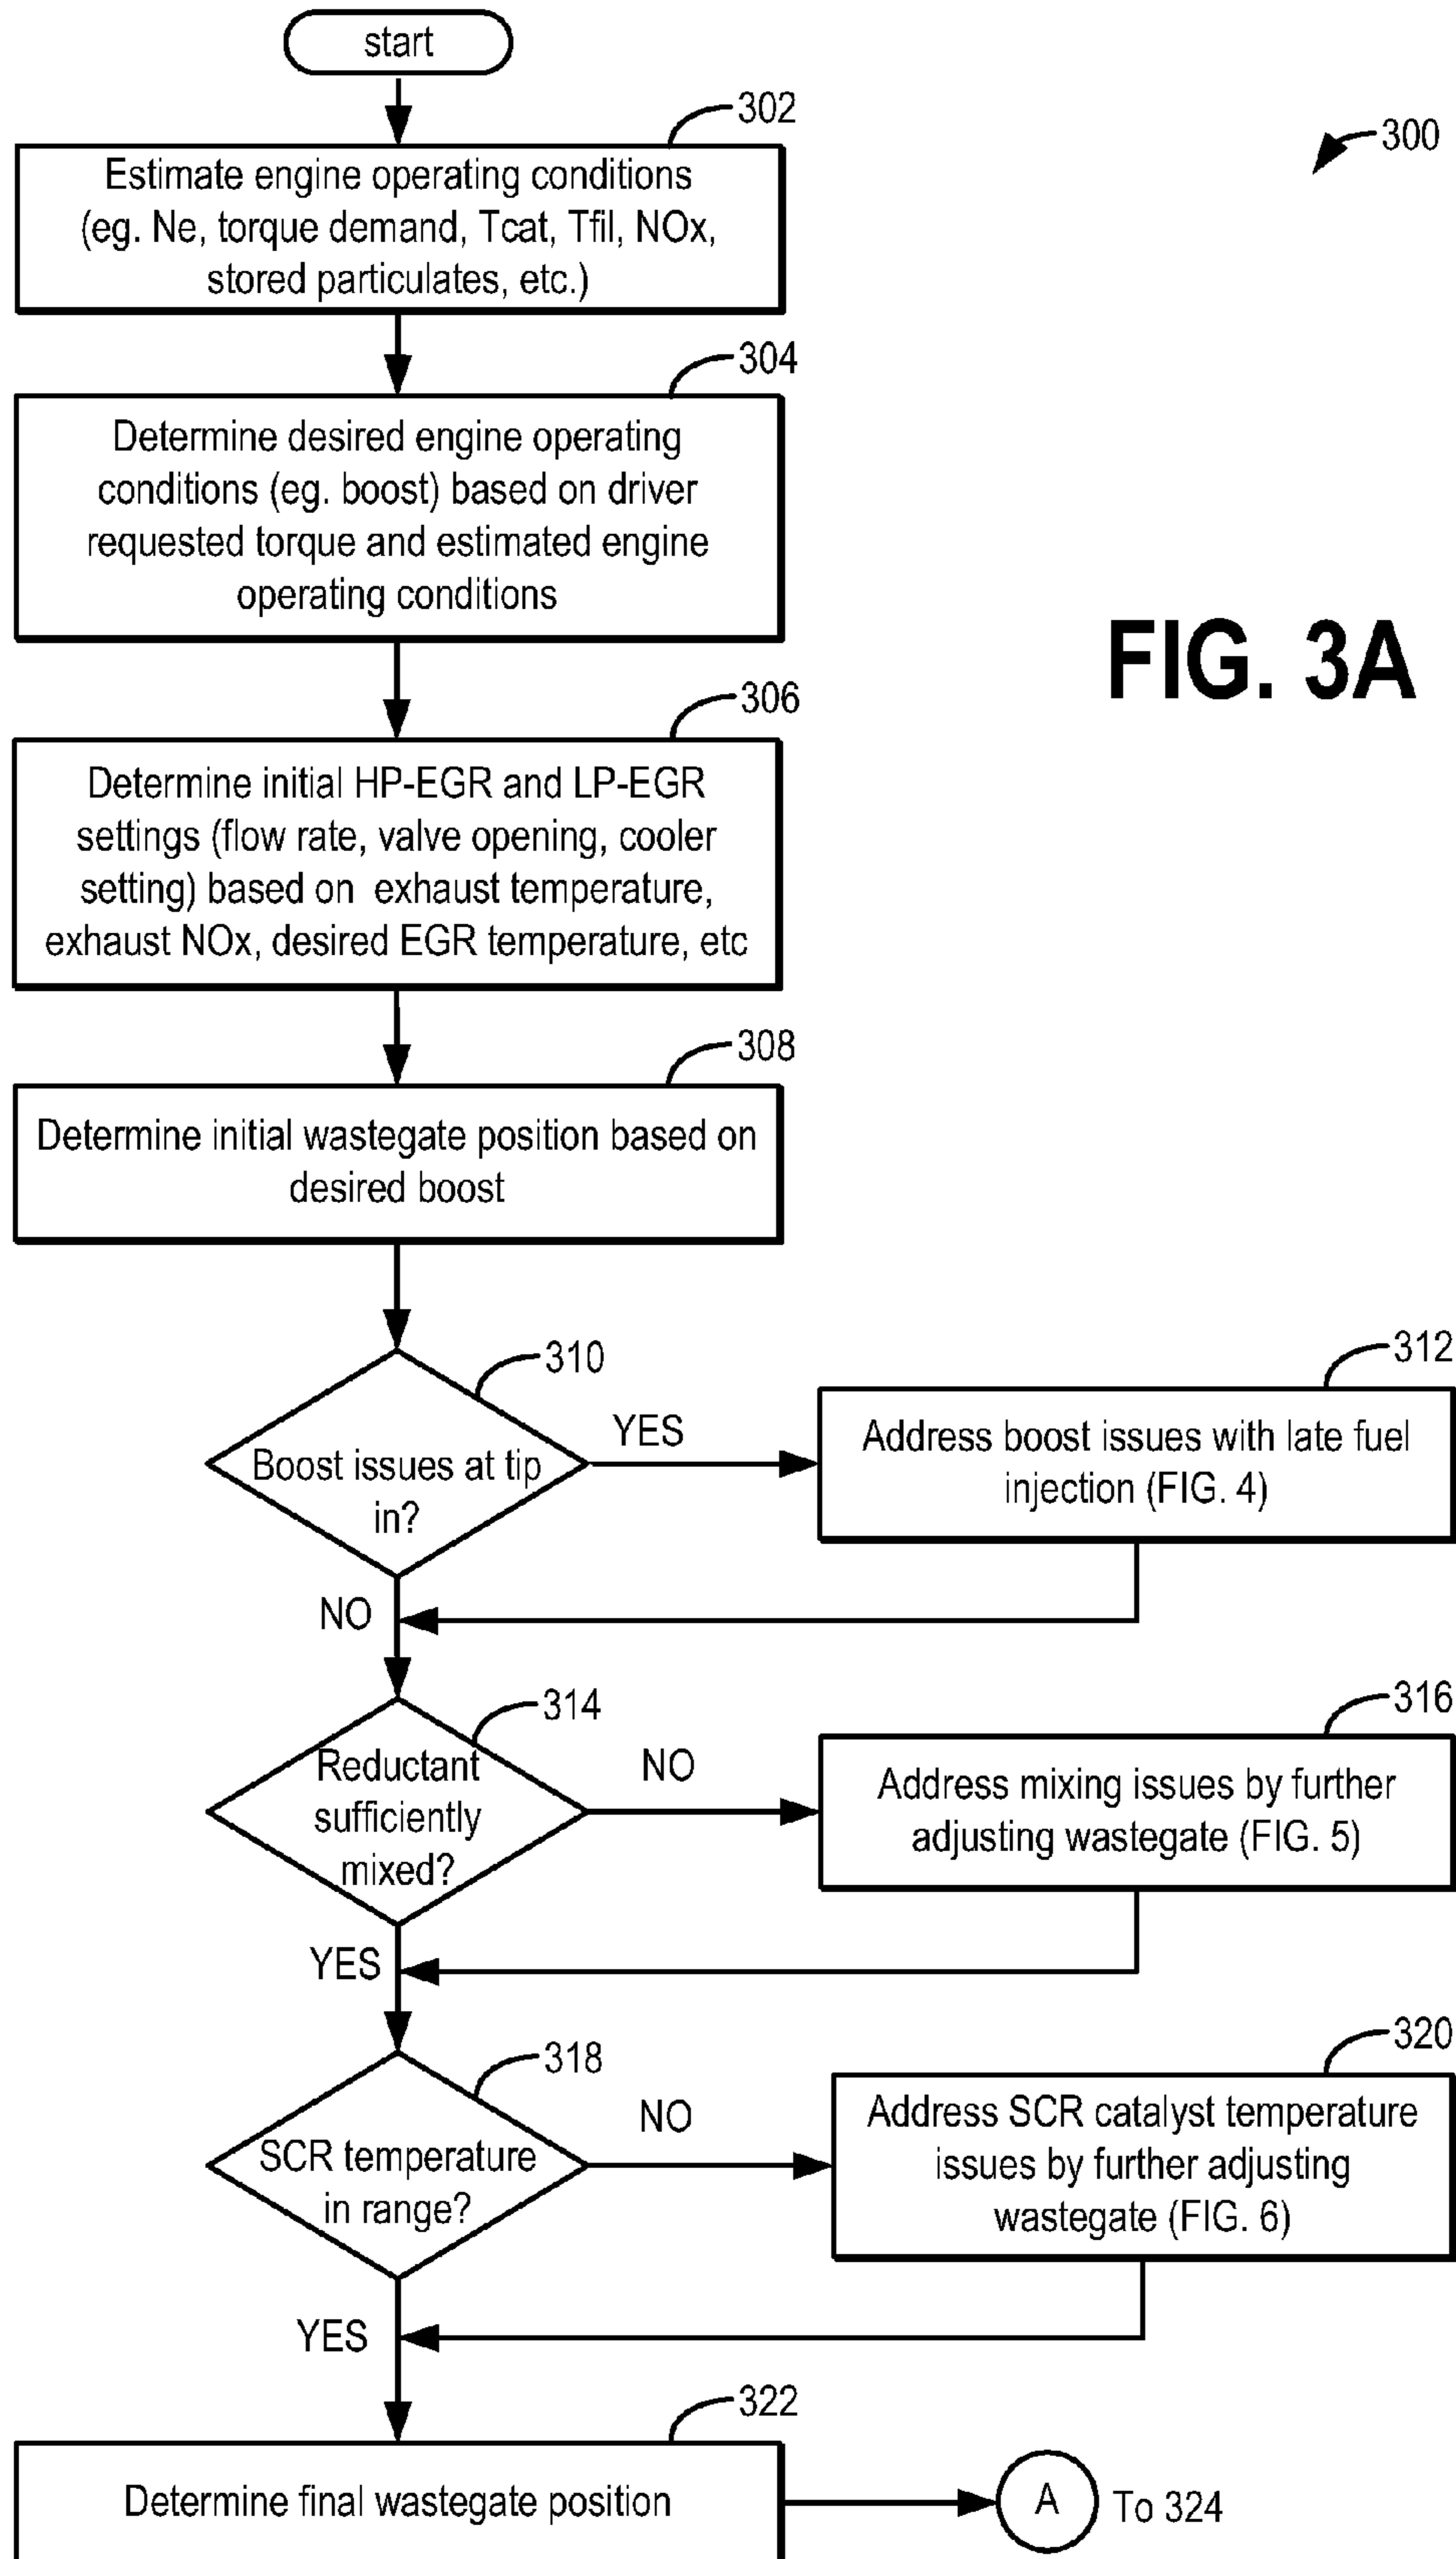 start
302
300
Estimate engine operating conditions
(eg. Ne, torque demand, Tcat, Tfil, NOx,
stored particulates, etc.)
304
Determine desired engine operating
conditions (eg. boost) based on driver
requested torque and estimated engine
operating conditions
FIG. 3A
306
Determine initial HP-EGR and LP-EGR
settings (flow rate, valve opening, cooler
setting) based on exhaust temperature,
exhaust NOx, desired EGR temperature, etc
308
Determine initial wastegate position based on
desired boost
310
Boost issues at tip
in?
YES
312
Address boost issues with late fuel
injection (FIG. 4)
NO
314
Reductant
sufficiently
mixed?
NO
316
Address mixing issues by further
adjusting wastegate (FIG. 5)
YES
318
SCR temperature
in range?
NO
320
Address SCR catalyst temperature
issues by further adjusting
wastegate (FIG. 6)
YES
322
Determine final wastegate position
A
To 324